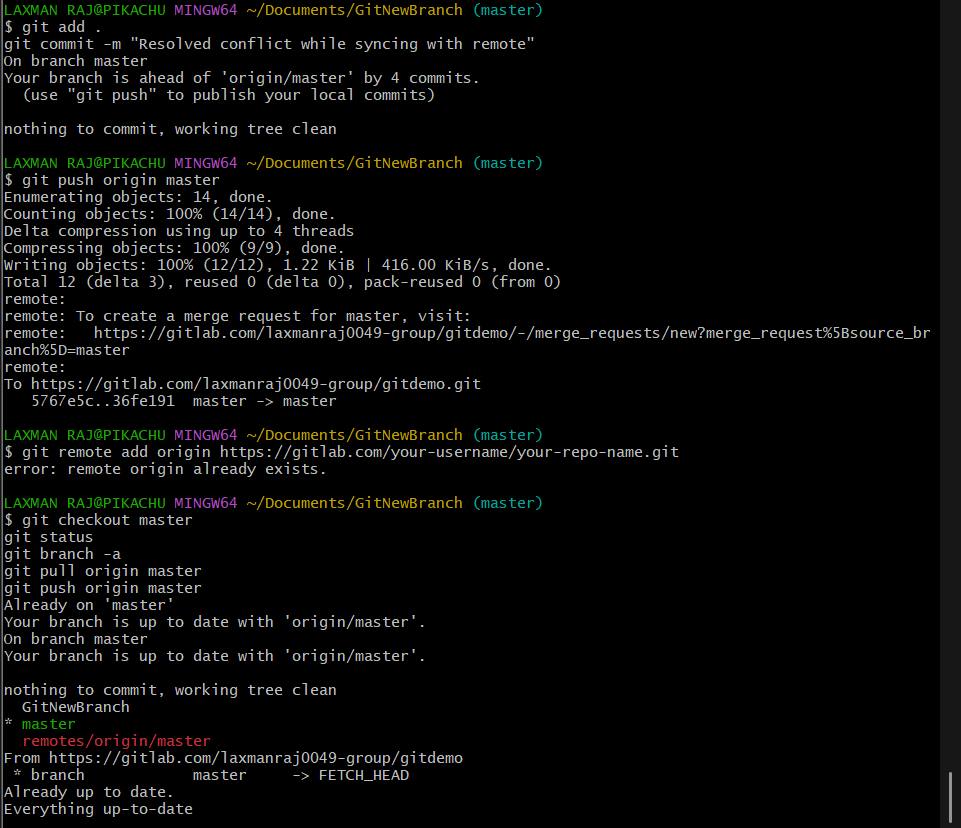 LAXMAN RAJ@PIKACHU MINGW64 ~/Documents/GitNewBranch (master)
$ git add .
git commit -m "Resolved conflict while syncing with remote"
On branch master
Your branch is ahead of 'origin/master' by 4 commits.
  (use "git push" to publish your local commits)

nothing to commit, working tree clean

LAXMAN RAJ@PIKACHU MINGW64 ~/Documents/GitNewBranch (master)
$ git push origin master
Enumerating objects: 14, done.
Counting objects: 100% (14/14), done.
Delta compression using up to 4 threads
Compressing objects: 100% (9/9), done.
Writing objects: 100% (12/12), 1.22 KiB | 416.00 KiB/s, done.
Total 12 (delta 3), reused 0 (delta 0), pack-reused 0 (from 0)
remote:
remote: To create a merge request for master, visit:
remote:   https://gitlab.com/laxmanraj0049-group/gitdemo/-/merge_requests/new?merge_request%5Bsource_br
anch%5D=master
remote:
To https://gitlab.com/laxmanraj0049-group/gitdemo.git
   5767e5c..36fe191  master -> master

LAXMAN RAJ@PIKACHU MINGW64 ~/Documents/GitNewBranch (master)
$ git remote add origin https://gitlab.com/your-username/your-repo-name.git
error: remote origin already exists.

LAXMAN RAJ@PIKACHU MINGW64 ~/Documents/GitNewBranch (master)
$ git checkout master
git status
git branch -a
git pull origin master
git push origin master
Already on 'master'
Your branch is up to date with 'origin/master'.
On branch master
Your branch is up to date with 'origin/master'.

nothing to commit, working tree clean
  GitNewBranch
* master
  remotes/origin/master
From https://gitlab.com/laxmanraj0049-group/gitdemo
 * branch            master     -> FETCH_HEAD
Already up to date.
Everything up-to-date